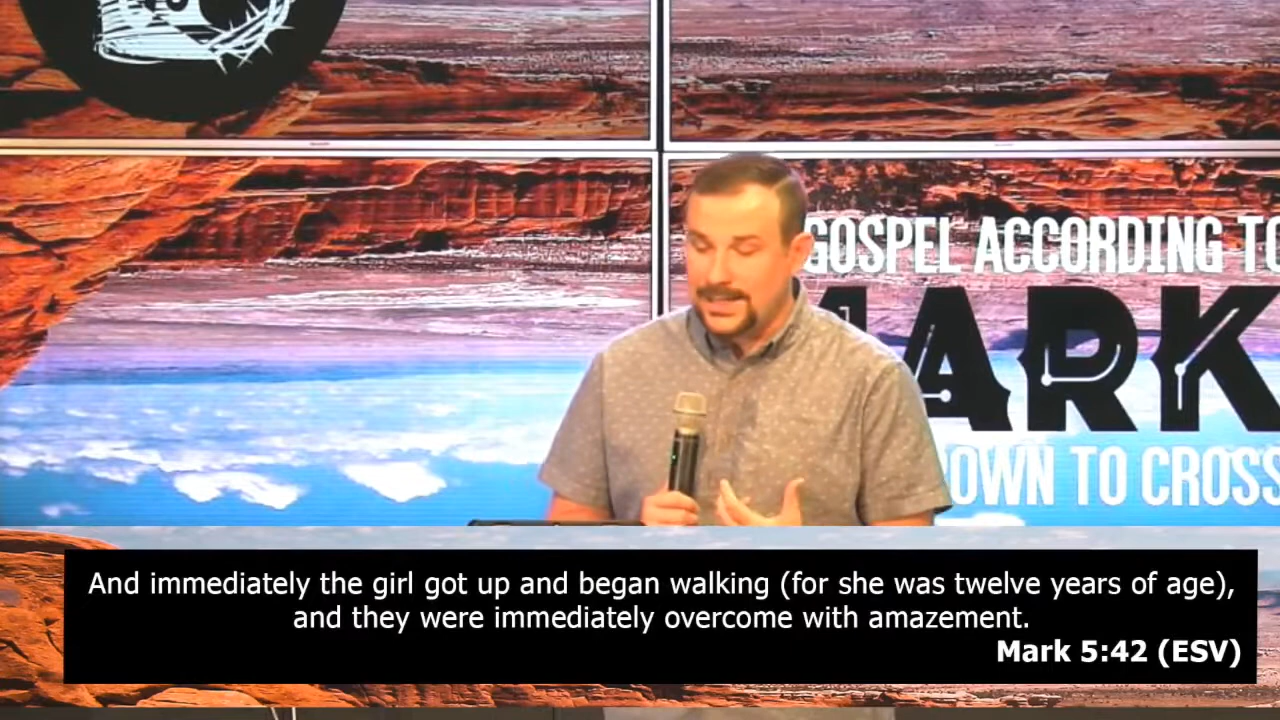 GOSPEL ACCORDING TO
MARK
OWN TO CROSS
And immediately the girl got up and began walking (for she was twelve years of age),
and they were immediately overcome with amazement.
Mark 5:42 (ESV)